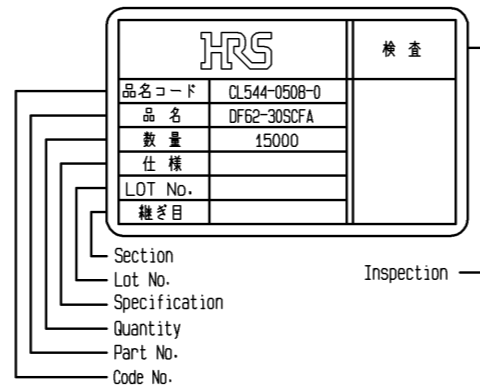 HRS
検 査
品名コード CL544-0508-0
品 名 DF62-30SCFA
数 量 15000
仕 様
LOT No.
継ぎ目
Section
Lot No.
Inspection
Specification
Quantity
Part No.
Code No.